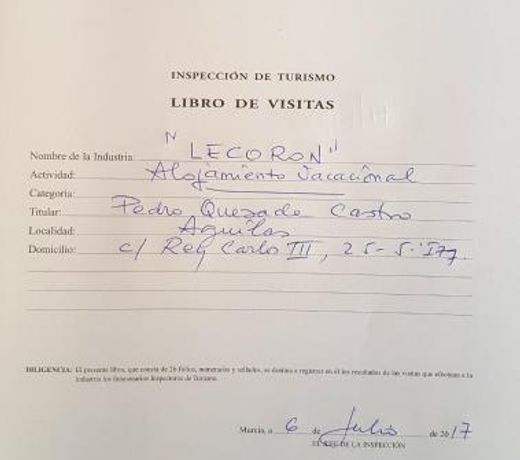 INSPECCIÓN DE TURISMO
LIBRO DE VISITAS
Nombre de la Industria: "LECORON"
Actividad: Alojamiento Vacacional
Categoría:
Titular: Pedro Quesada Castro
Localidad: Aguilas
Domicilio: c/ Rey Carlo III, 25-5º
DILIGENCIA: El presente libro, que consta de 26 folios, numerados y sellados, se destina a registrar en él los resultados de las visitas que efectúen a la
industria los Inspectores de Turismo.
Murcia, a 6 de Julio de 2017
EL JEFE DE LA INSPECCIÓN